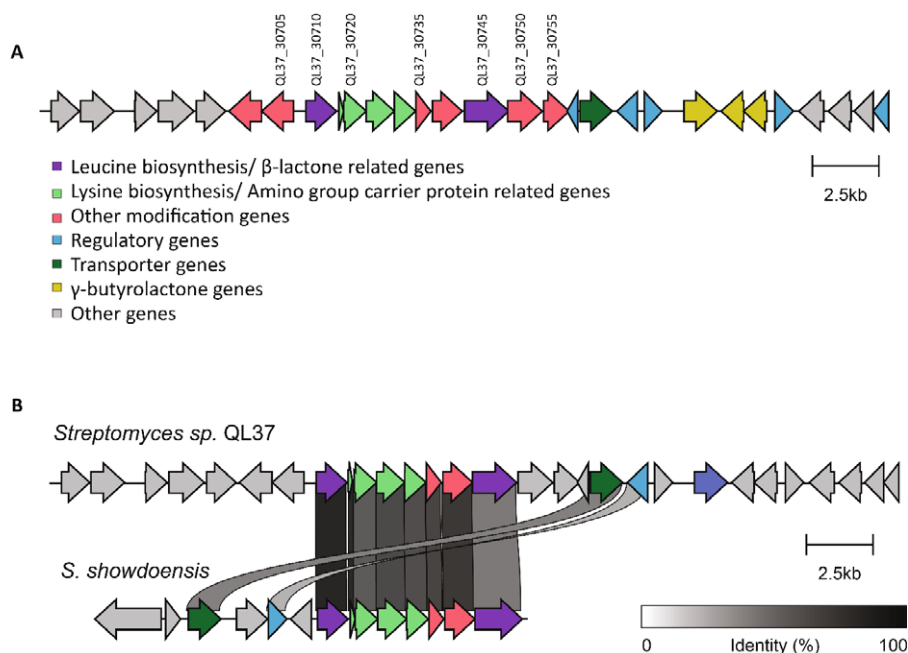 A
QL37_30705
QL37_30710
QL37_30720
QL37_30735
QL37_30745
QL37_30750
QL37_30755
Leucine biosynthesis/ β-lactone related genes
Lysine biosynthesis/ Amino group carrier protein related genes
Other modification genes
Regulatory genes
Transporter genes
γ-butyrolactone genes
Other genes
2.5kb
B
Streptomyces sp. QL37
S. showdoensis
2.5kb
0 Identity (%) 100